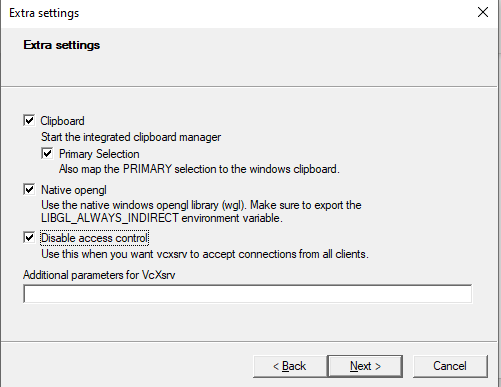 Extra settings
Extra settings
Clipboard
Start the integrated clipboard manager
Primary Selection
Also map the PRIMARY selection to the windows clipboard.
Native opengl
Use the native windows opengl library (wgl). Make sure to export the
LIBGL_ALWAYS_INDIRECT environment variable.
Disable access control
Use this when you want vcxsrv to accept connections from all clients.
Additional parameters for VcXsrv
< Back
Next >
Cancel